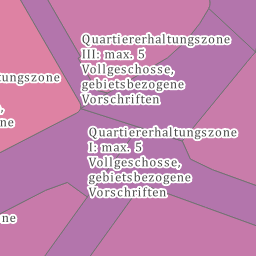 Quartiererhaltungszone
III: max. 5
Vollgeschosse,
gebietsbezogene
Vorschriften
Quartiererhaltungszone
I: max. 5
Vollgeschosse,
gebietsbezogene
Vorschriften